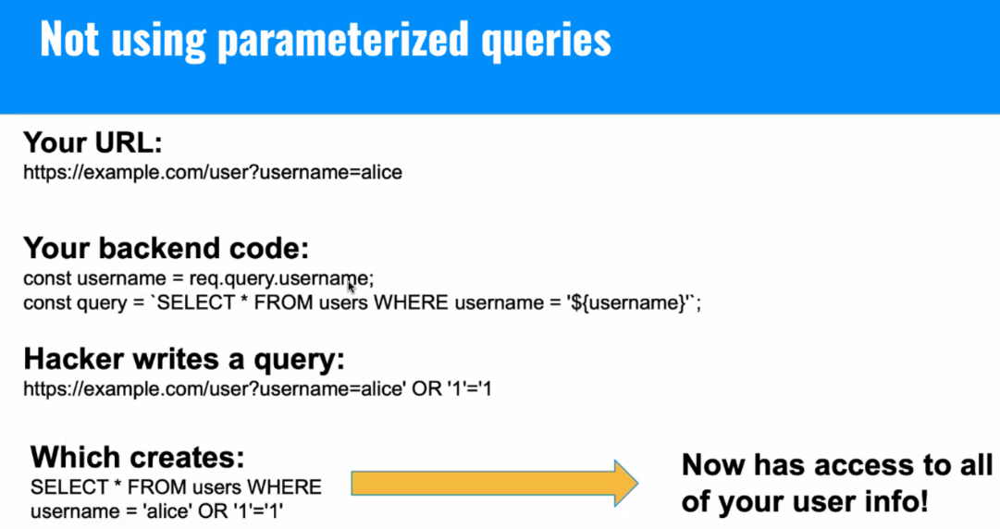 Not using parameterized queries
Your URL:
https://example.com/user?username=alice
Your backend code:
const username = req.query.username;
const query = `SELECT * FROM users WHERE username = '${username}'`;
Hacker writes a query:
https://example.com/user?username=alice' OR '1'='1
Which creates:
SELECT * FROM users WHERE
username = 'alice' OR '1'='1'
Now has access to all
of your user info!